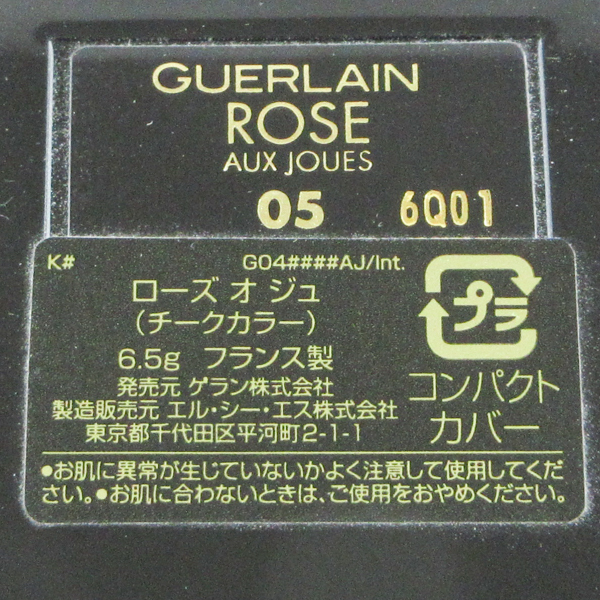 GUERLAIN
ROSE
AUX JOUES
05 6Q01
K# G04####AJ/Int.
ローズ オ ジュ
（チークカラー）
6.5g フランス製
発売元 ゲラン株式会社
製造販売元 エル・シー・エス株式会社
東京都千代田区平河町2-1-1
プラ
コンパクト
カバー
●お肌に異常が生じていないかよく注意して使用してくだ
さい。●お肌に合わないときは、ご使用をおやめください。